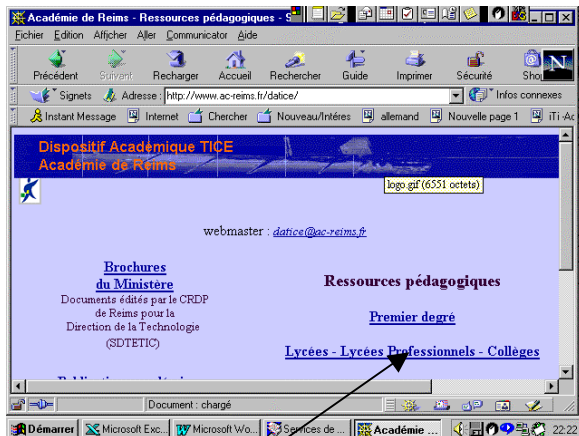 Académie de Reims - Ressources pédagogiques - S
Fichier Edition Afficher Aller Communicator Aide
Précédent Suivant Recharger Accueil Rechercher Guide Imprimer Sécurité Shop
Signets Adresse : http://www.ac-reims.fr/datice/ Infos connexes
Instant Message Internet Chercher Nouveau/Intéres allemand Nouvelle page 1 iTi-Ac
Dispositif Académique TICE
Académie de Reims
logo.gif (6551 octets)
webmaster : datice@ac-reims.fr
Brochures
du Ministère
Documents édités par le CRDP
de Reims pour la
Direction de la Technologie
(SDTETIC)
Ressources pédagogiques
Premier degré
Lycées - Lycées Professionnels - Collèges
Document : chargé
Démarrer Microsoft Exc... Microsoft Wo... Services de ... Académie ... 22:22